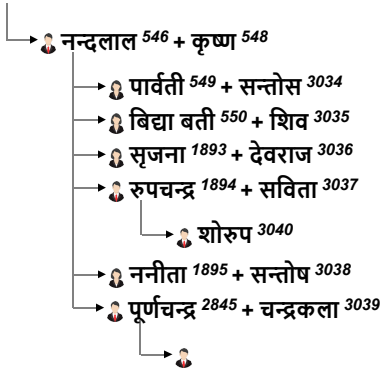 नन्दलाल 546 + कृष्ण 548
पार्वती 549 + सन्तोस 3034
बिद्या बती 550 + शिव 3035
सृजना 1893 + देवराज 3036
रुपचन्द्र 1894 + सविता 3037
शोरुप 3040
ननीता 1895 + सन्तोष 3038
पूर्णचन्द्र 2845 + चन्द्रकला 3039